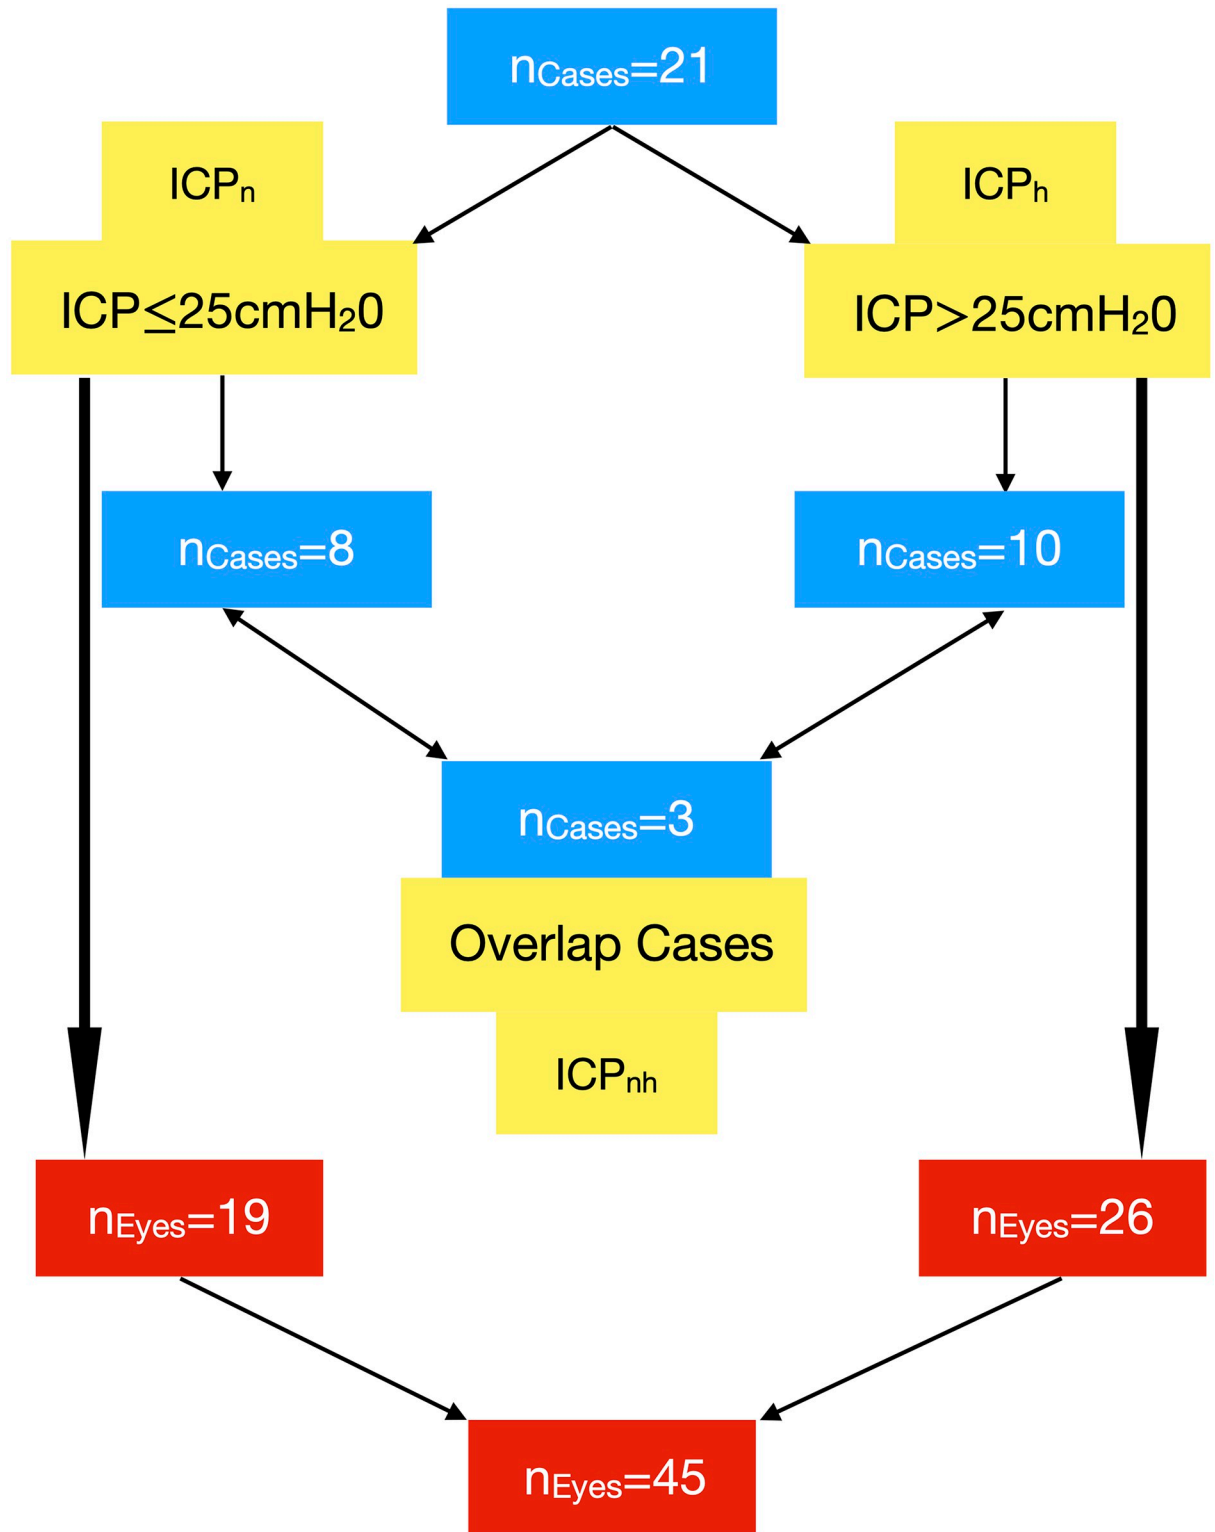 nCases=21
ICPn
ICPh
ICP≤25cmH20
ICP>25cmH20
nCases=8
nCases=10
nCases=3
Overlap Cases
ICPnh
nEyes=19
nEyes=26
nEyes=45